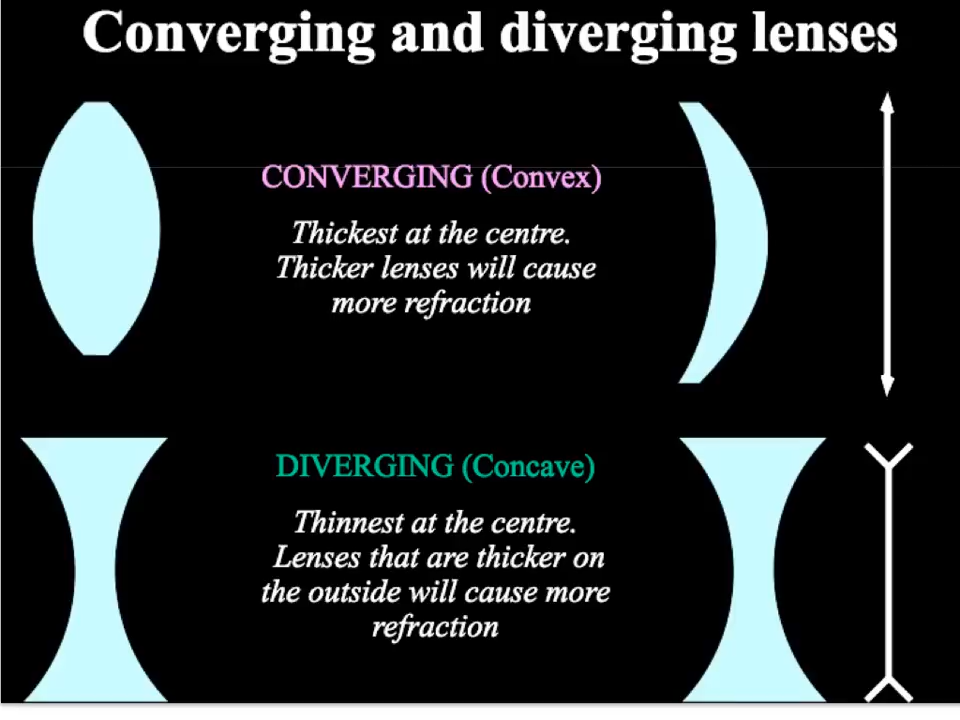 Converging and diverging lenses
CONVERGING (Convex)
Thickest at the centre.
Thicker lenses will cause
more refraction
DIVERGING (Concave)
Thinnest at the centre.
Lenses that are thicker on
the outside will cause more
refraction